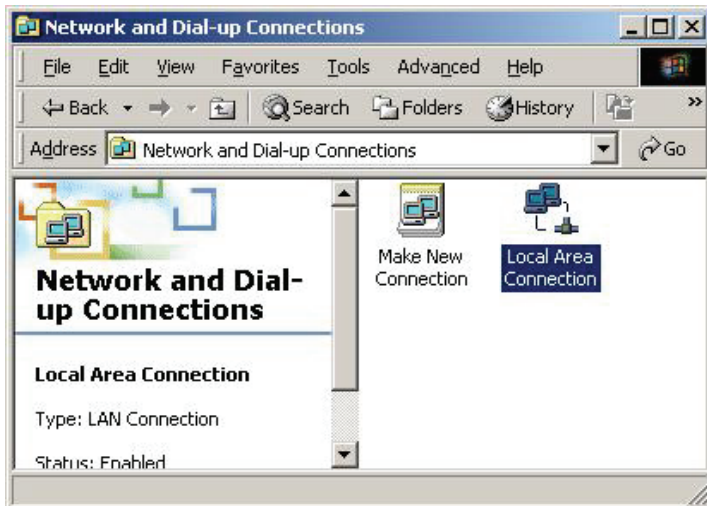 Network and Dial-up Connections
File Edit View Favorites Tools Advanced Help
Back Search Folders History »
Address Network and Dial-up Connections Go
Network and Dial-
up Connections
Local Area Connection
Type: LAN Connection
Status: Enabled
Make New
Connection
Local Area
Connection